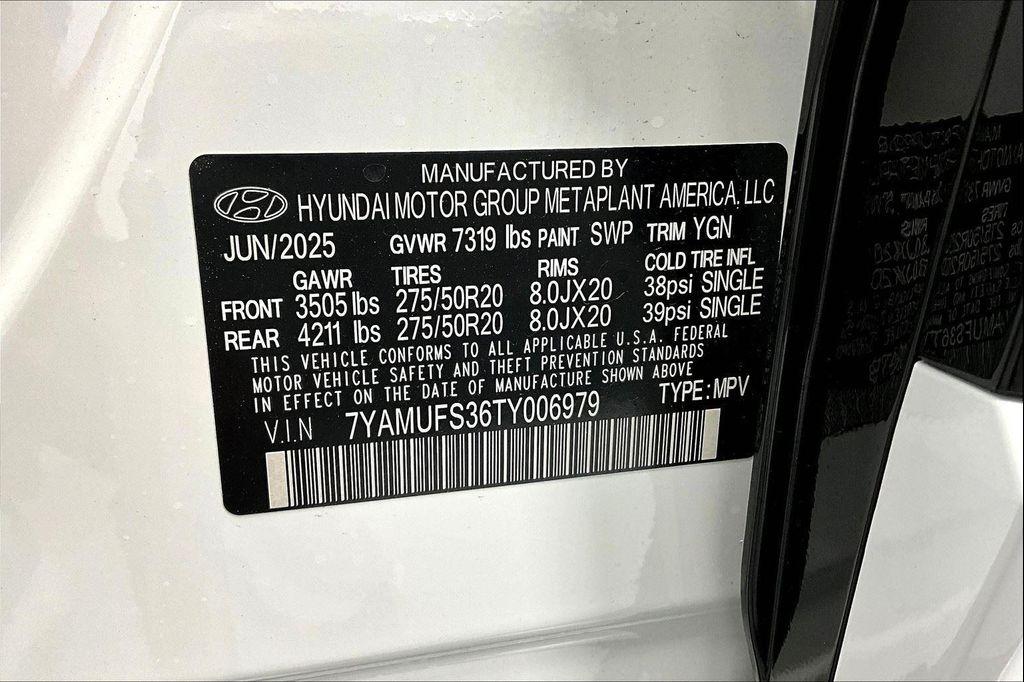 MANUFACTURED BY
HYUNDAI MOTOR GROUP METAPLANT AMERICA, LLC
JUN/2025 GVWR 7319 lbs PAINT SWP TRIM YGN
GAWR TIRES RIMS COLD TIRE INFL
FRONT 3505 lbs 275/50R20 8.0JX20 38psi SINGLE
REAR 4211 lbs 275/50R20 8.0JX20 39psi SINGLE
THIS VEHICLE CONFORMS TO ALL APPLICABLE U.S.A. FEDERAL
MOTOR VEHICLE SAFETY AND THEFT PREVENTION STANDARDS
IN EFFECT ON THE DATE OF MANUFACTURE SHOWN ABOVE
V.I.N 7YAMUFS36TY006979 TYPE: MPV